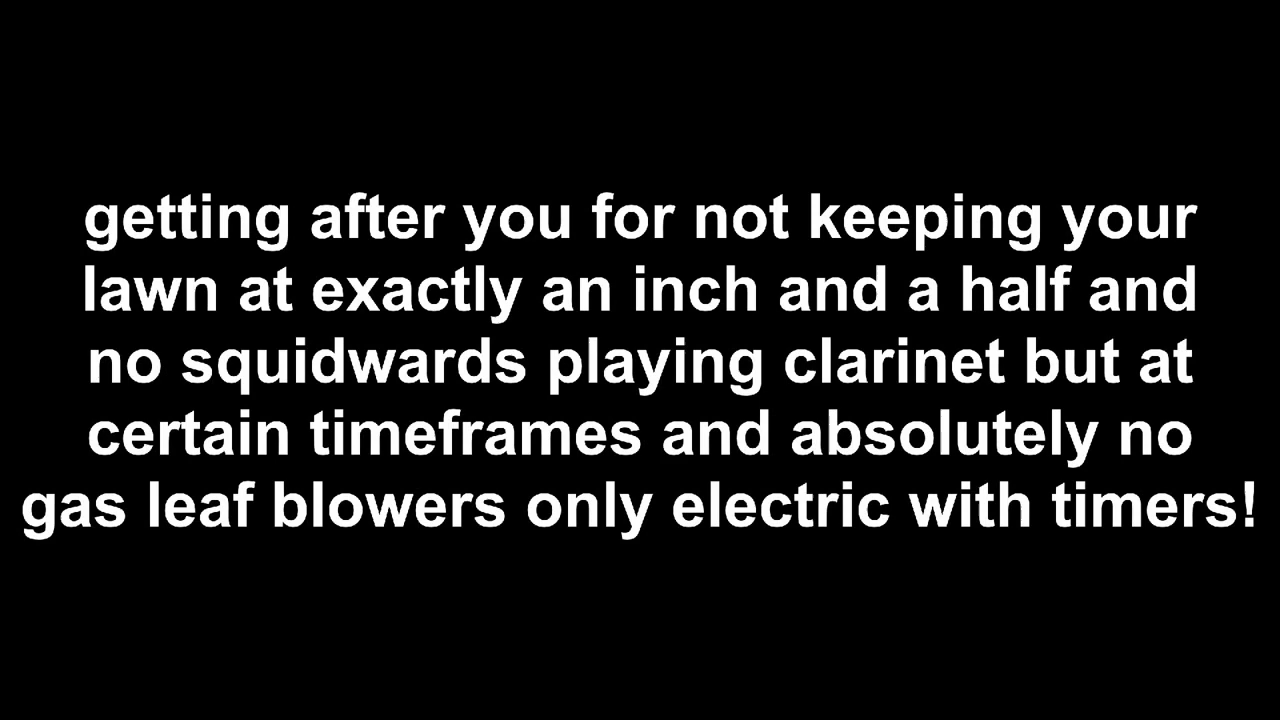 getting after you for not keeping your
lawn at exactly an inch and a half and
no squidwards playing clarinet but at
certain timeframes and absolutely no
gas leaf blowers only electric with timers!